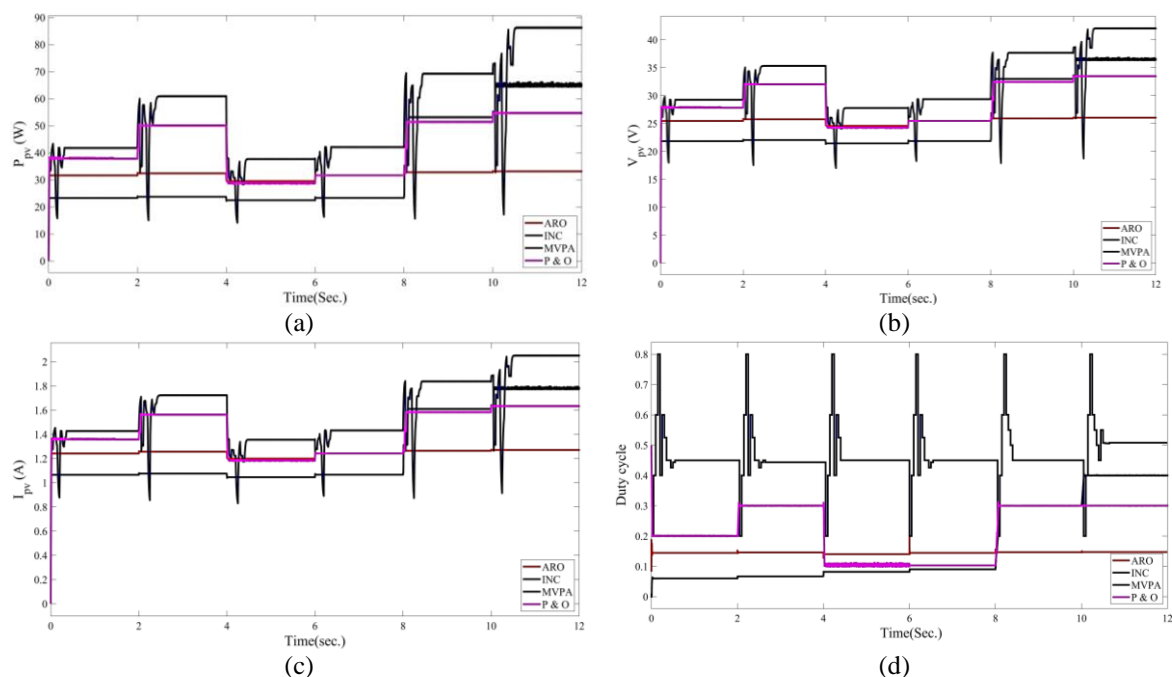 90
80
70
60
50
40
30
20
10
0
P_pv (W)
0 2 4 6 8 10 12
Time(Sec.)
ARO
INC
MVPA
P & O
(a)
40
35
30
25
20
15
10
5
0
V_pv (V)
0 2 4 6 8 10 12
Time(sec.)
ARO
INC
MVPA
P & O
(b)
2
1.8
1.6
1.4
1.2
1
0.8
0.6
0.4
0.2
0
I_pv (A)
0 2 4 6 8 10 12
Time(sec.)
ARO
INC
MVPA
P & O
(c)
0.8
0.7
0.6
0.5
0.4
0.3
0.2
0.1
0
Duty cycle
0 2 4 6 8 10 12
Time(Sec.)
ARO
INC
MVPA
P & O
(d)